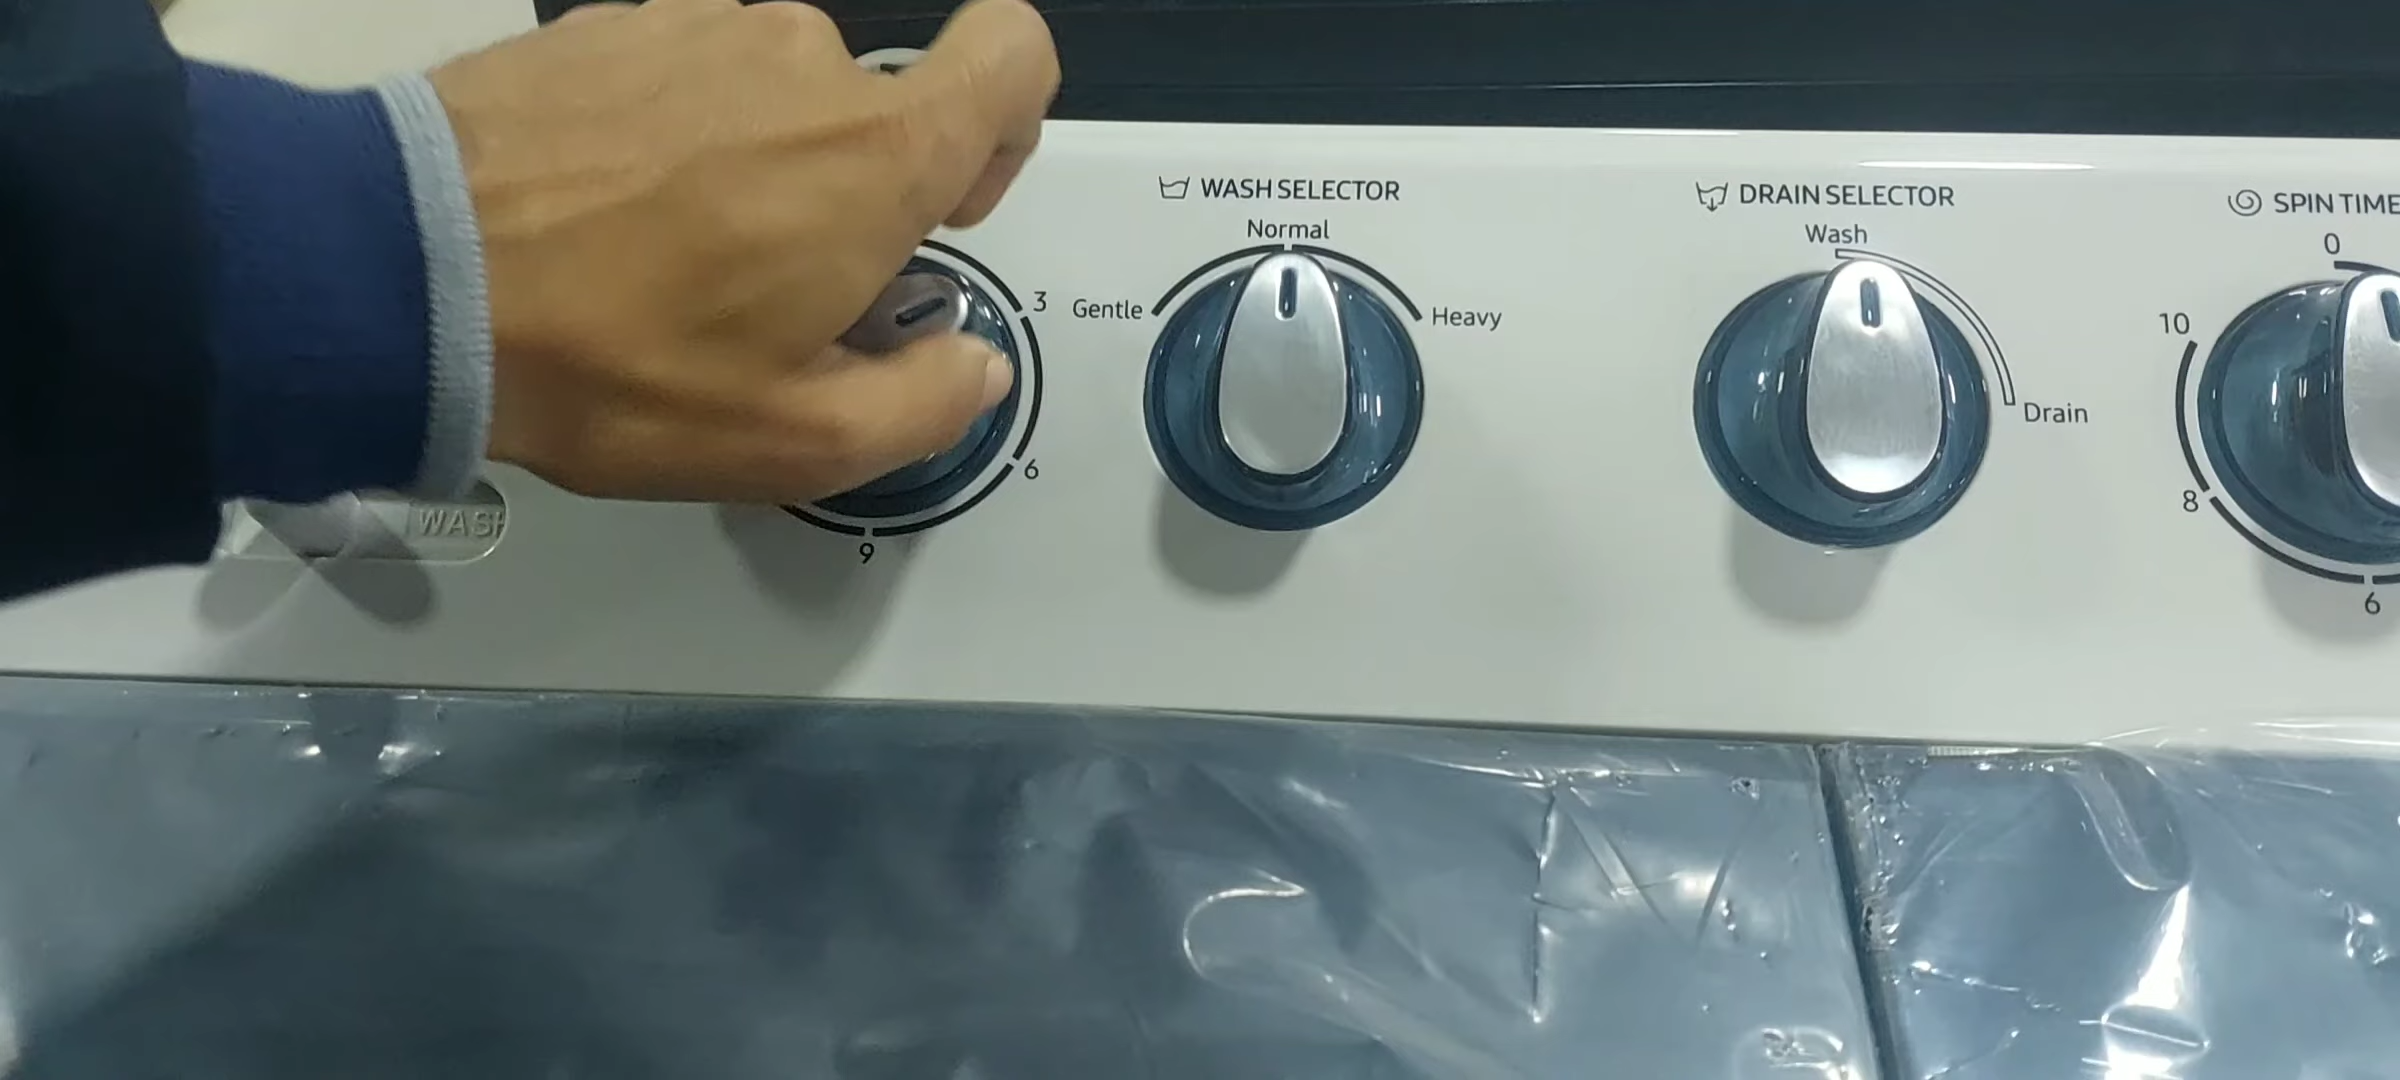 WASH SELECTOR
Normal
Gentle
Heavy
DRAIN SELECTOR
Wash
Drain
SPIN TIME
0
10
8
6
3
6
9
WASH